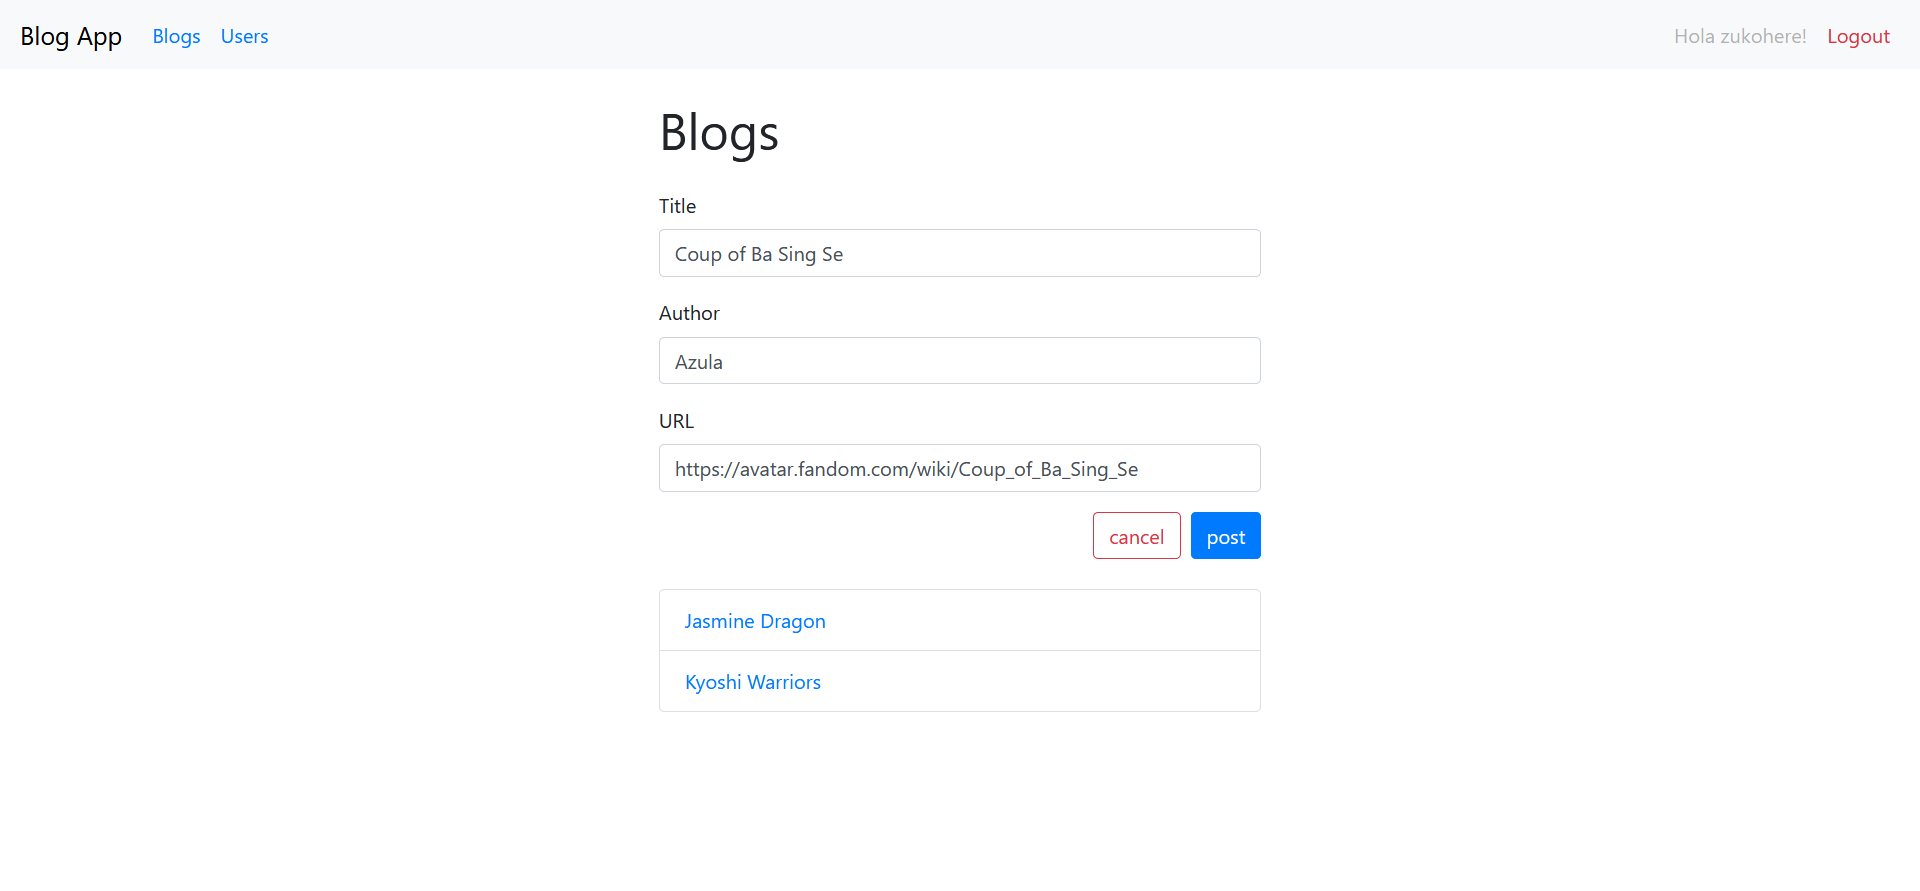 Blog App Blogs Users Hola zukohere! Logout
Blogs
Title
Coup of Ba Sing Se
Author
Azula
URL
https://avatar.fandom.com/wiki/Coup_of_Ba_Sing_Se
cancel post
Jasmine Dragon
Kyoshi Warriors